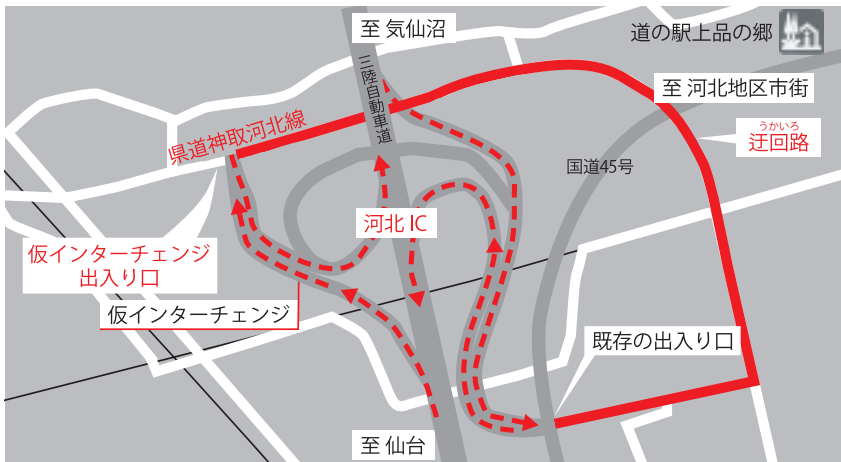 至 気仙沼
道の駅上品の郷
三陸自動車道
至 河北地区市街
県道神取河北線
うかいろ
迂回路
国道45号
河北 IC
仮インターチェンジ
出入り口
仮インターチェンジ
既存の出入り口
至 仙台